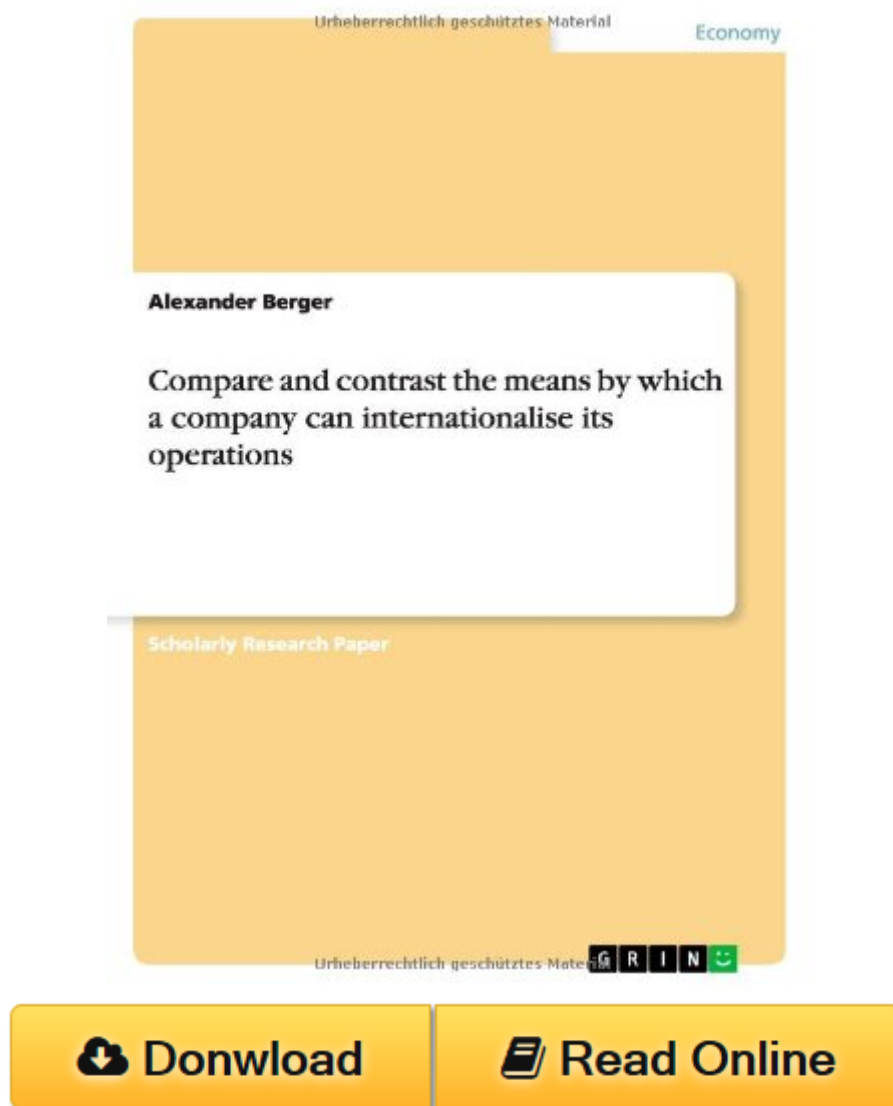 Urheberrechtlich geschütztes Material
Economy
Alexander Berger
Compare and contrast the means by which
a company can internationalise its
operations
Scholarly Research Paper
Urheberrechtlich geschütztes Material
G R I N
Donwload
Read Online